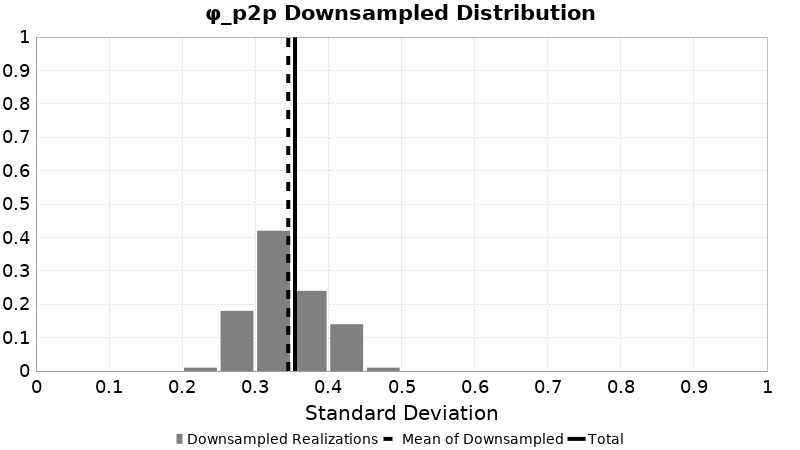 φ_p2p Downsampled Distribution
1
0.9
0.8
0.7
0.6
0.5
0.4
0.3
0.2
0.1
0
0 0.1 0.2 0.3 0.4 0.5 0.6 0.7 0.8 0.9 1
Standard Deviation
Downsampled Realizations Mean of Downsampled Total